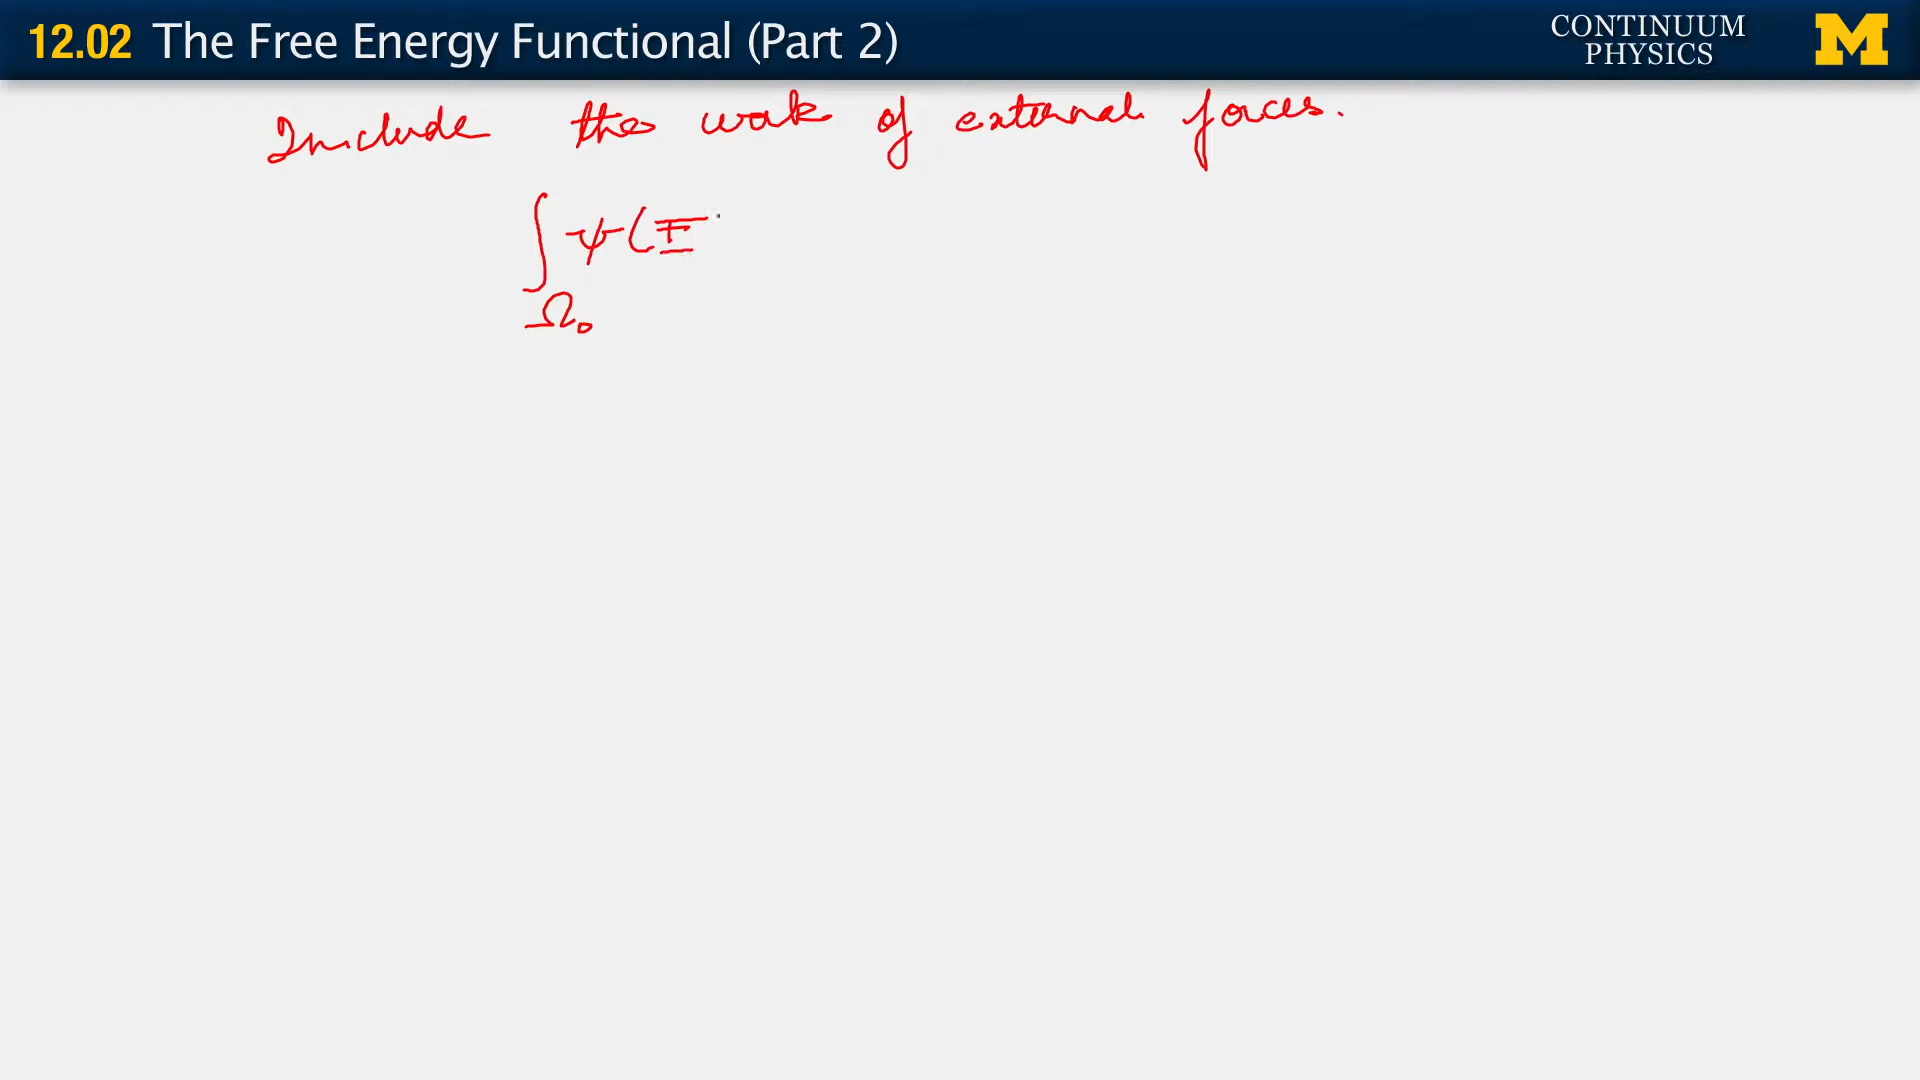 12.02 The Free Energy Functional (Part 2)
CONTINUUM
PHYSICS
M
Include the work of external forces.
∫ ψ(F
Ω₀